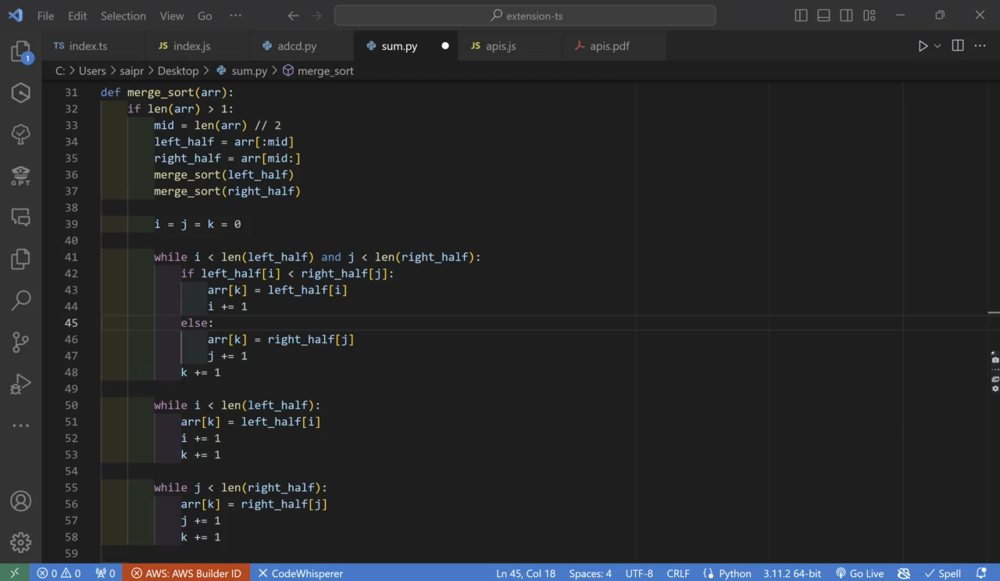 File Edit Selection View Go ··· extension-ts
TS index.ts JS index.js adcd.py sum.py JS apis.js apis.pdf
1
C: > Users > saipr > Desktop > sum.py > merge_sort
31 def merge_sort(arr):
32 if len(arr) > 1:
33 mid = len(arr) // 2
34 left_half = arr[:mid]
35 right_half = arr[mid:]
36 merge_sort(left_half)
GPT
37 merge_sort(right_half)
38
39 i = j = k = 0
40
41 while i < len(left_half) and j < len(right_half):
42 if left_half[i] < right_half[j]:
43 arr[k] = left_half[i]
44 i += 1
45 else:
46 arr[k] = right_half[j]
47 j += 1
48 k += 1
49
50 while i < len(left_half):
51 arr[k] = left_half[i]
52 i += 1
53 k += 1
54
55 while j < len(right_half):
56 arr[k] = right_half[j]
57 j += 1
58 k += 1
59
0 0 0 AWS: AWS Builder ID CodeWhisperer Ln 45, Col 18 Spaces: 4 UTF-8 CRLF Python 3.11.2 64-bit Go Live Spell